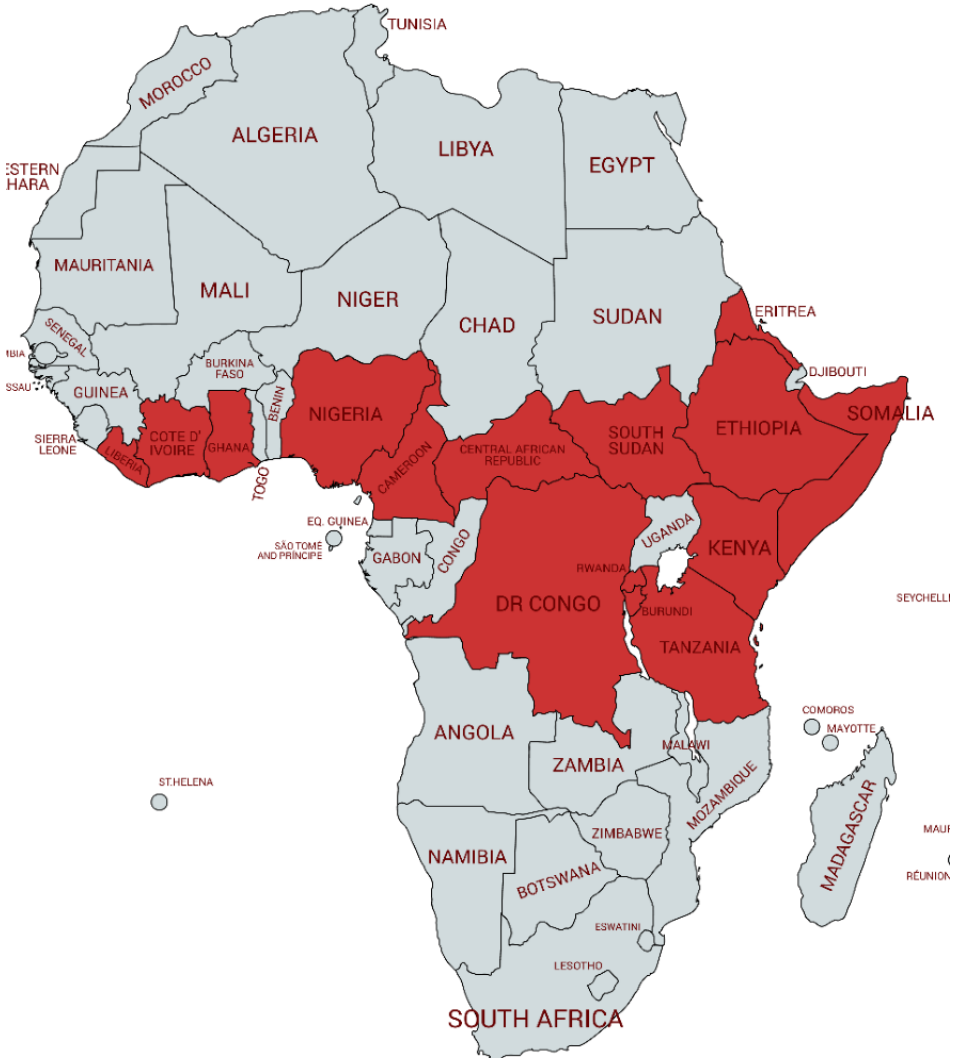 TUNISIA
MOROCCO
ALGERIA
LIBYA
EGYPT
ESTERN
HARA
MAURITANIA
MALI
NIGER
CHAD
SUDAN
ERITREA
SENEGAL
MBIA
BURKINA
FASO
DJIBOUTI
SSAU
GUINEA
BENIN
NIGERIA
SOMALIA
SIERRA
LEONE
LIBERIA
COTE D'
IVOIRE
GHANA
TOGO
CAMEROON
CENTRAL AFRICAN
REPUBLIC
SOUTH
SUDAN
ETHIOPIA
EQ. GUINEA
SÃO TOMÉ
AND PRÍNCIPE
GABON
CONGO
UGANDA
KENYA
RWANDA
DR CONGO
BURUNDI
SEYCHELL
TANZANIA
COMOROS
MAYOTTE
ANGOLA
MALAWI
ZAMBIA
ST.HELENA
MOZAMBIQUE
MADAGASCAR
ZIMBABWE
MAUR
NAMIBIA
BOTSWANA
RÉUNION
ESWATINI
LESOTHO
SOUTH AFRICA